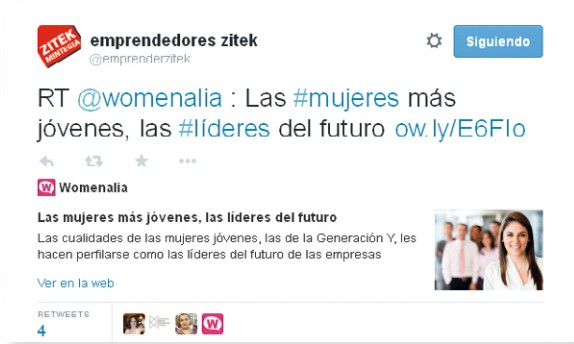 ZITEK
MINTEGIA
emprendedores zitek
@emprenderzitek
Siguiendo
RT @womenalia : Las #mujeres más
jóvenes, las #líderes del futuro ow.ly/E6FIo
Womenalia
Las mujeres más jóvenes, las líderes del futuro
Las cualidades de las mujeres jóvenes, las de la Generación Y, les
hacen perfilarse como las líderes del futuro de las empresas
Ver en la web
RETWEETS
4